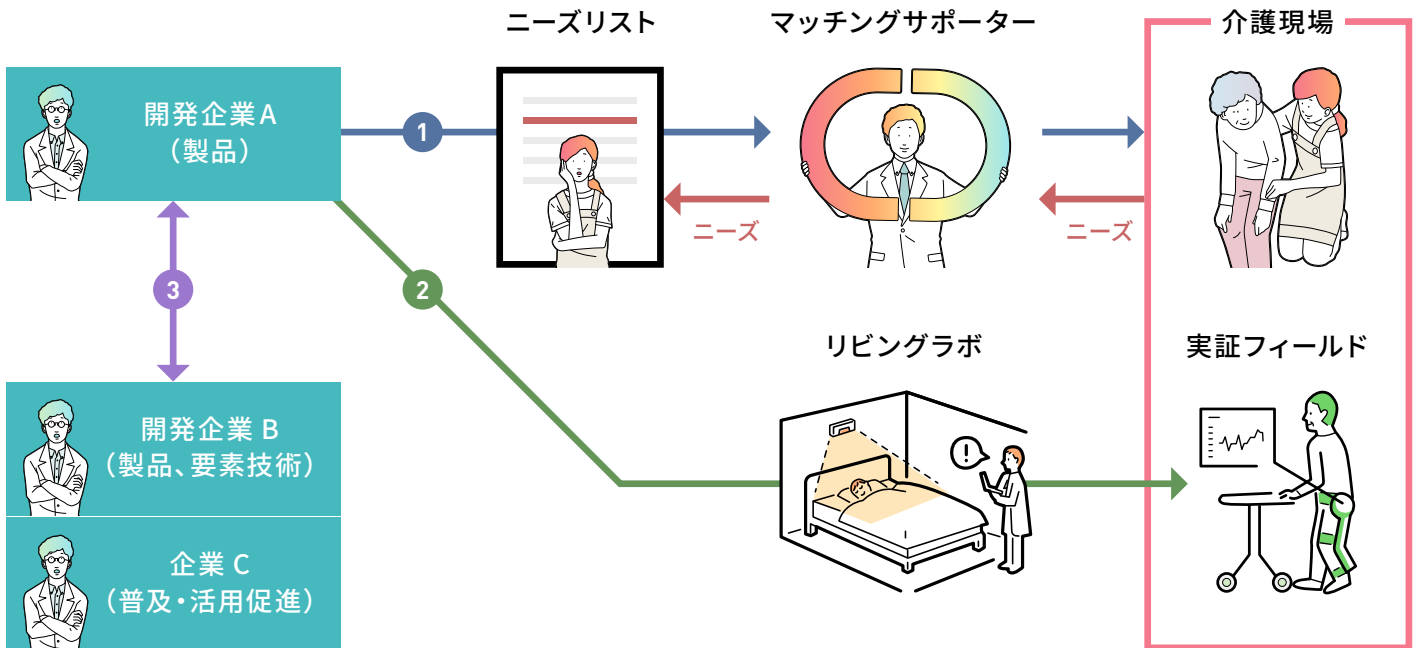 ニーズリスト
マッチングサポーター
介護現場
開発企業A
（製品）
1
ニーズ
ニーズ
3
2
リビングラボ
実証フィールド
!
開発企業 B
（製品、要素技術）
企業 C
（普及・活用促進）